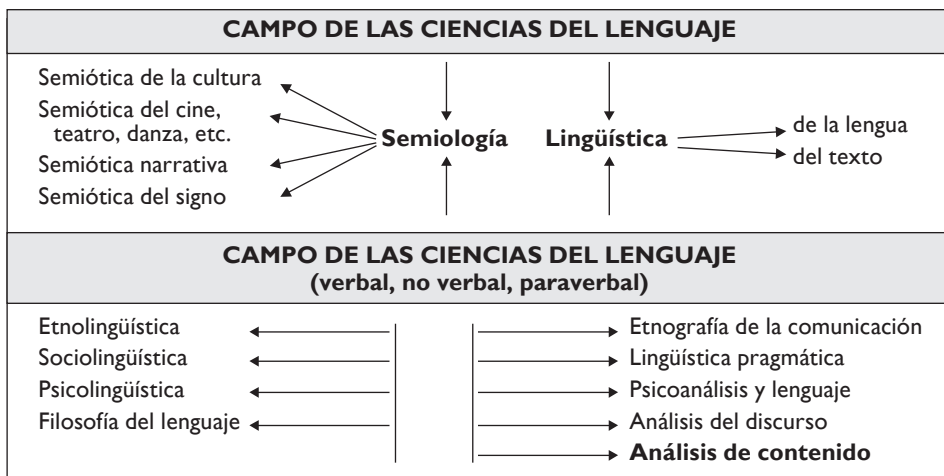 CAMPO DE LAS CIENCIAS DEL LENGUAJE
Semiótica de la cultura
Semiótica del cine,
teatro, danza, etc.
Semiótica narrativa
Semiótica del signo
Semiología
Lingüística
de la lengua
del texto
CAMPO DE LAS CIENCIAS DEL LENGUAJE
(verbal, no verbal, paraverbal)
Etnolingüística
Sociolingüística
Psicolingüística
Filosofía del lenguaje
Etnografía de la comunicación
Lingüística pragmática
Psicoanálisis y lenguaje
Análisis del discurso
Análisis de contenido